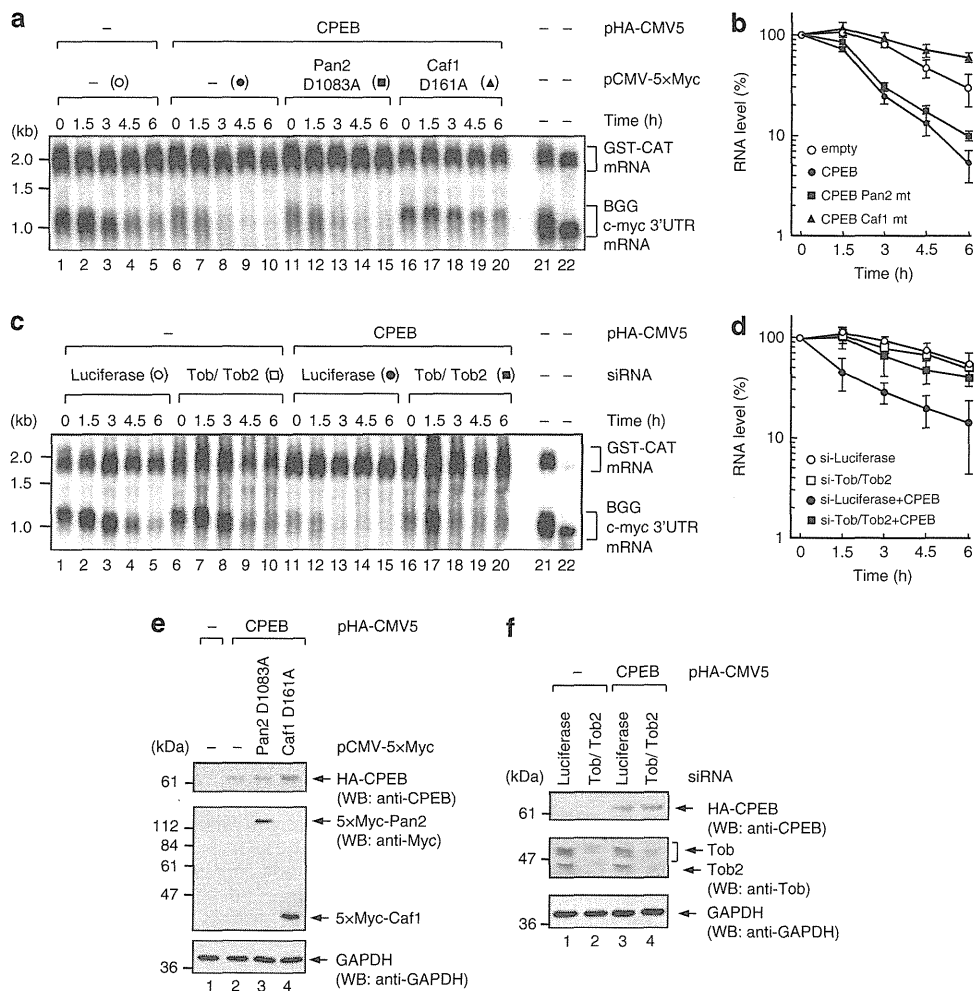 a
– CPEB pHA-CMV5
– (○) – (●) Pan2 D1083A (■) Caf1 D161A (▲) – – pCMV-5×Myc
0 1.5 3 4.5 6 0 1.5 3 4.5 6 0 1.5 3 4.5 6 0 1.5 3 4.5 6 – – Time (h)
(kb)
2.0
1.5
1.0
GST-CAT
mRNA
BGG
c-myc 3'UTR
mRNA
1 2 3 4 5 6 7 8 9 10 11 12 13 14 15 16 17 18 19 20 21 22
b
RNA level (%)
100
10
1
empty
CPEB
CPEB Pan2 mt
CPEB Caf1 mt
0 1.5 3 4.5 6
Time (h)
c
– CPEB – – pHA-CMV5
Luciferase (○) Tob/ Tob2 (□) Luciferase (●) Tob/ Tob2 (■) – – siRNA
0 1.5 3 4.5 6 0 1.5 3 4.5 6 0 1.5 3 4.5 6 0 1.5 3 4.5 6 – – Time (h)
(kb)
2.0
1.5
1.0
GST-CAT
mRNA
BGG
c-myc 3'UTR
mRNA
1 2 3 4 5 6 7 8 9 10 11 12 13 14 15 16 17 18 19 20 21 22
d
RNA level (%)
100
10
1
si-Luciferase
si-Tob/Tob2
si-Luciferase+CPEB
si-Tob/Tob2+CPEB
0 1.5 3 4.5 6
Time (h)
e
– CPEB pHA-CMV5
– – Pan2 D1083A Caf1 D161A pCMV-5×Myc
(kDa)
61
HA-CPEB
(WB: anti-CPEB)
112
84
61
47
5×Myc-Pan2
(WB: anti-Myc)
5×Myc-Caf1
36
GAPDH
(WB: anti-GAPDH)
1 2 3 4
f
– CPEB pHA-CMV5
Luciferase Tob/ Tob2 Luciferase Tob/ Tob2 siRNA
(kDa)
61
HA-CPEB
(WB: anti-CPEB)
47
Tob
Tob2
(WB: anti-Tob)
36
GAPDH
(WB: anti-GAPDH)
1 2 3 4